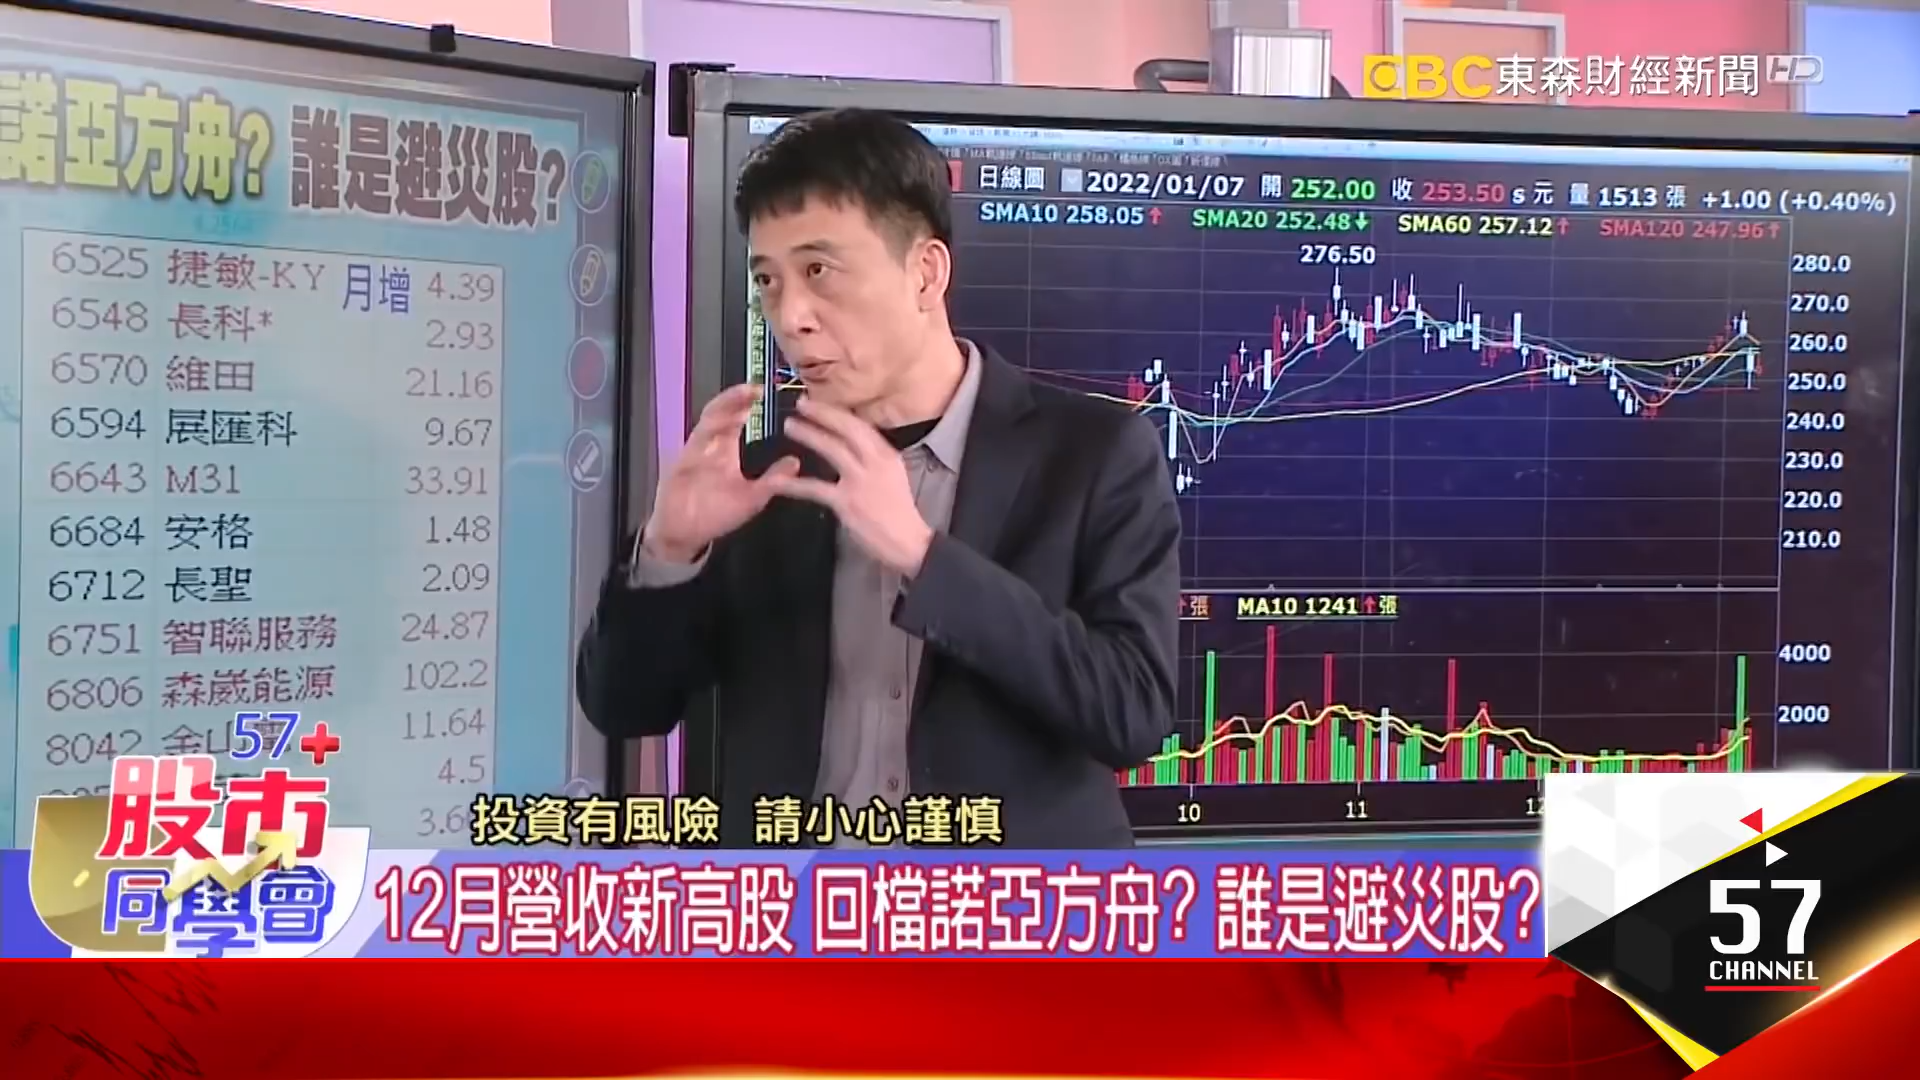 EBC 東森財經新聞 HD
諾亞方舟? 誰是避災股?
6525 捷敏-KY 月增 4.39
6548 長科* 2.93
6570 維田 21.16
6594 展匯科 9.67
6643 M31 33.91
6684 安格 1.48
6712 長聖 2.09
6751 智聯服務 24.87
6806 森崴能源 102.2
8042 11.64
4.5
日線圖 2022/01/07 開 252.00 收 253.50 s 元 量 1513 張 +1.00 (+0.40%)
SMA10 258.05↑ SMA20 252.48↓ SMA60 257.12↑ SMA120 247.96↑
276.50
280.0
270.0
260.0
250.0
240.0
230.0
220.0
210.0
張 MA10 1241↑張
4000
2000
10 11
57+
股市
同學會
投資有風險 請小心謹慎
12月營收新高股 回檔諾亞方舟? 誰是避災股?
57
CHANNEL